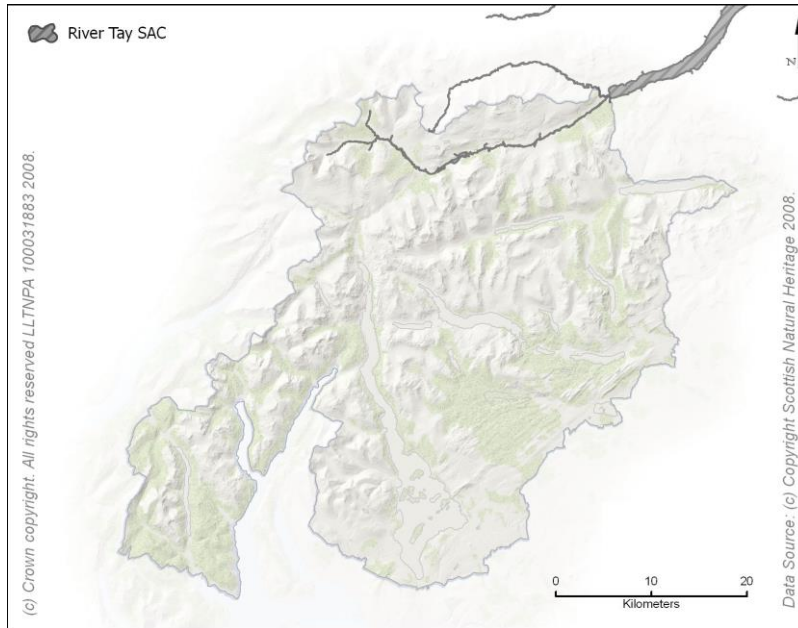 River Tay SAC
N
(c) Crown copyright. All rights reserved LLTNPA 100031883 2008.
0 10 20
Kilometers
Data Source: (c) Copyright Scottish Natural Heritage 2008.